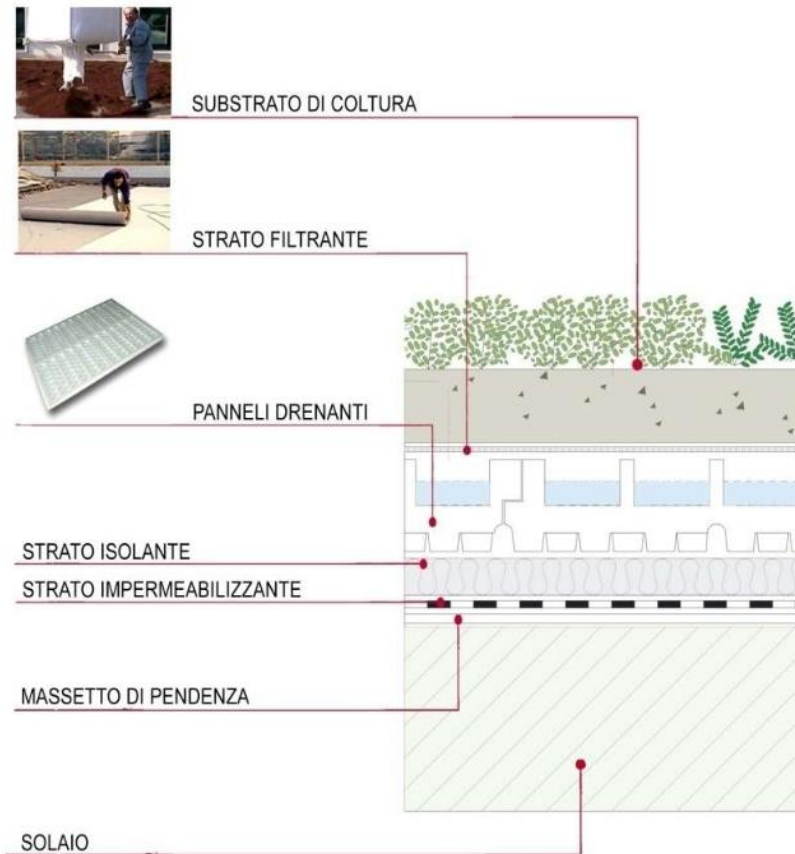 SUBSTRATO DI COLTURA
STRATO FILTRANTE
PANNELI DRENANTI
STRATO ISOLANTE
STRATO IMPERMEABILIZZANTE
MASSETTO DI PENDENZA
SOLAIO